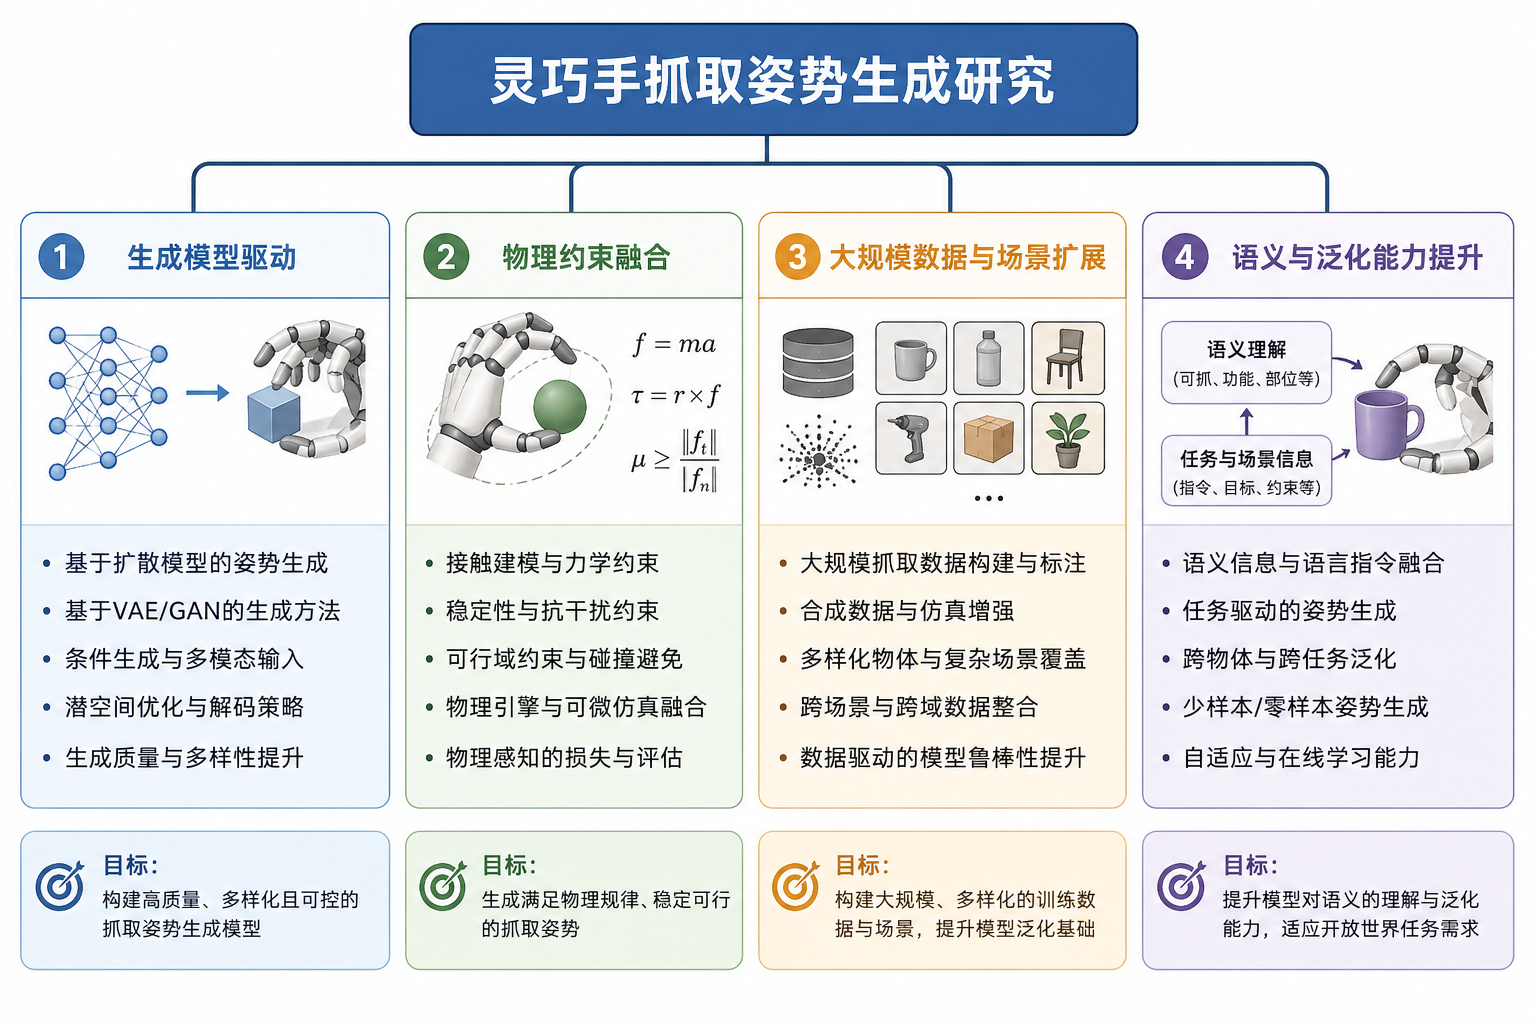 灵巧手抓取姿势生成研究
1 生成模型驱动
基于扩散模型的姿势生成
基于VAE/GAN的生成方法
条件生成与多模态输入
潜空间优化与解码策略
生成质量与多样性提升
目标：
构建高质量、多样化且可控的
抓取姿势生成模型
2 物理约束融合
f = ma
τ = r × f
μ ≥ ‖f_t‖ / |f_n‖
• 接触建模与力学约束
• 稳定性与抗干扰约束
• 可行域约束与碰撞避免
• 物理引擎与可微仿真融合
• 物理感知的损失与评估
目标：
生成满足物理规律、稳定可行
的抓取姿势
3 大规模数据与场景扩展
...
• 大规模抓取数据构建与标注
• 合成数据与仿真增强
• 多样化物体与复杂场景覆盖
• 跨场景与跨域数据整合
• 数据驱动的模型鲁棒性提升
目标：
构建大规模、多样化的训练数
据与场景，提升模型泛化基础
4 语义与泛化能力提升
语义理解
(可抓、功能、部位等)
任务与场景信息
(指令、目标、约束等)
• 语义信息与语言指令融合
• 任务驱动的姿势生成
• 跨物体与跨任务泛化
• 少样本/零样本姿势生成
• 自适应与在线学习能力
目标：
提升模型对语义的理解与泛化
能力，适应开放世界任务需求